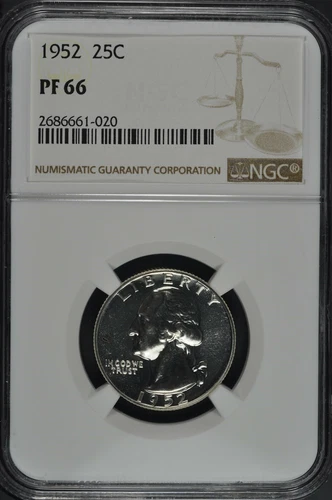 1952 25C
PF 66
2686661-020
NUMISMATIC GUARANTY CORPORATION NGC®
LIBERTY
IN GOD WE
TRUST
1952